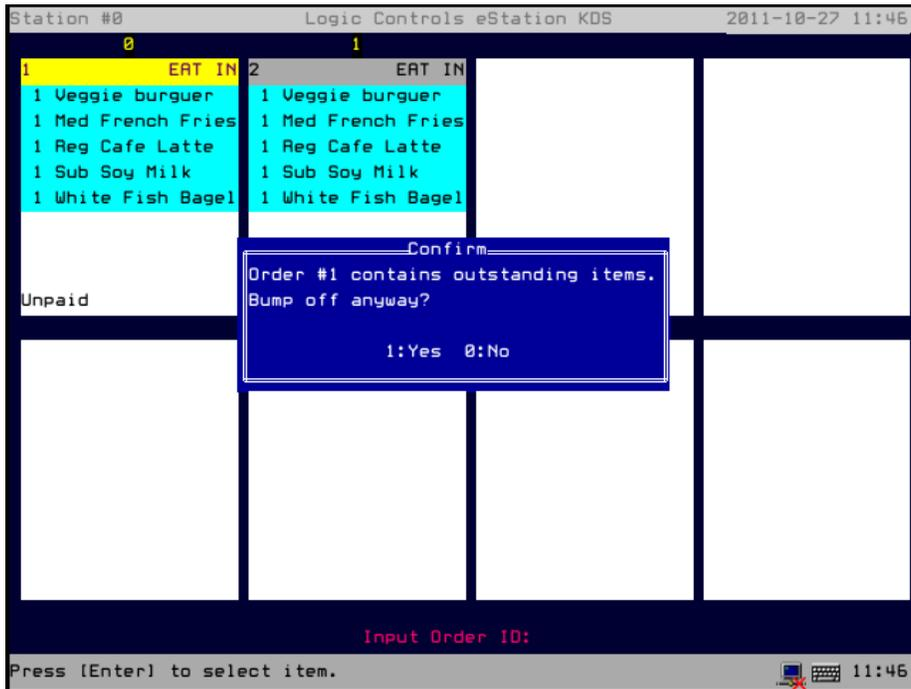 Station #0 Logic Controls eStation KDS 2011-10-27 11:46
0 1
1 EAT IN
1 Veggie burguer
1 Med French Fries
1 Reg Cafe Latte
1 Sub Soy Milk
1 White Fish Bagel
Unpaid
2 EAT IN
1 Veggie burguer
1 Med French Fries
1 Reg Cafe Latte
1 Sub Soy Milk
1 White Fish Bagel
Confirm
Order #1 contains outstanding items.
Bump off anyway?
1:Yes 0:No
Input Order ID:
Press [Enter] to select item. 11:46